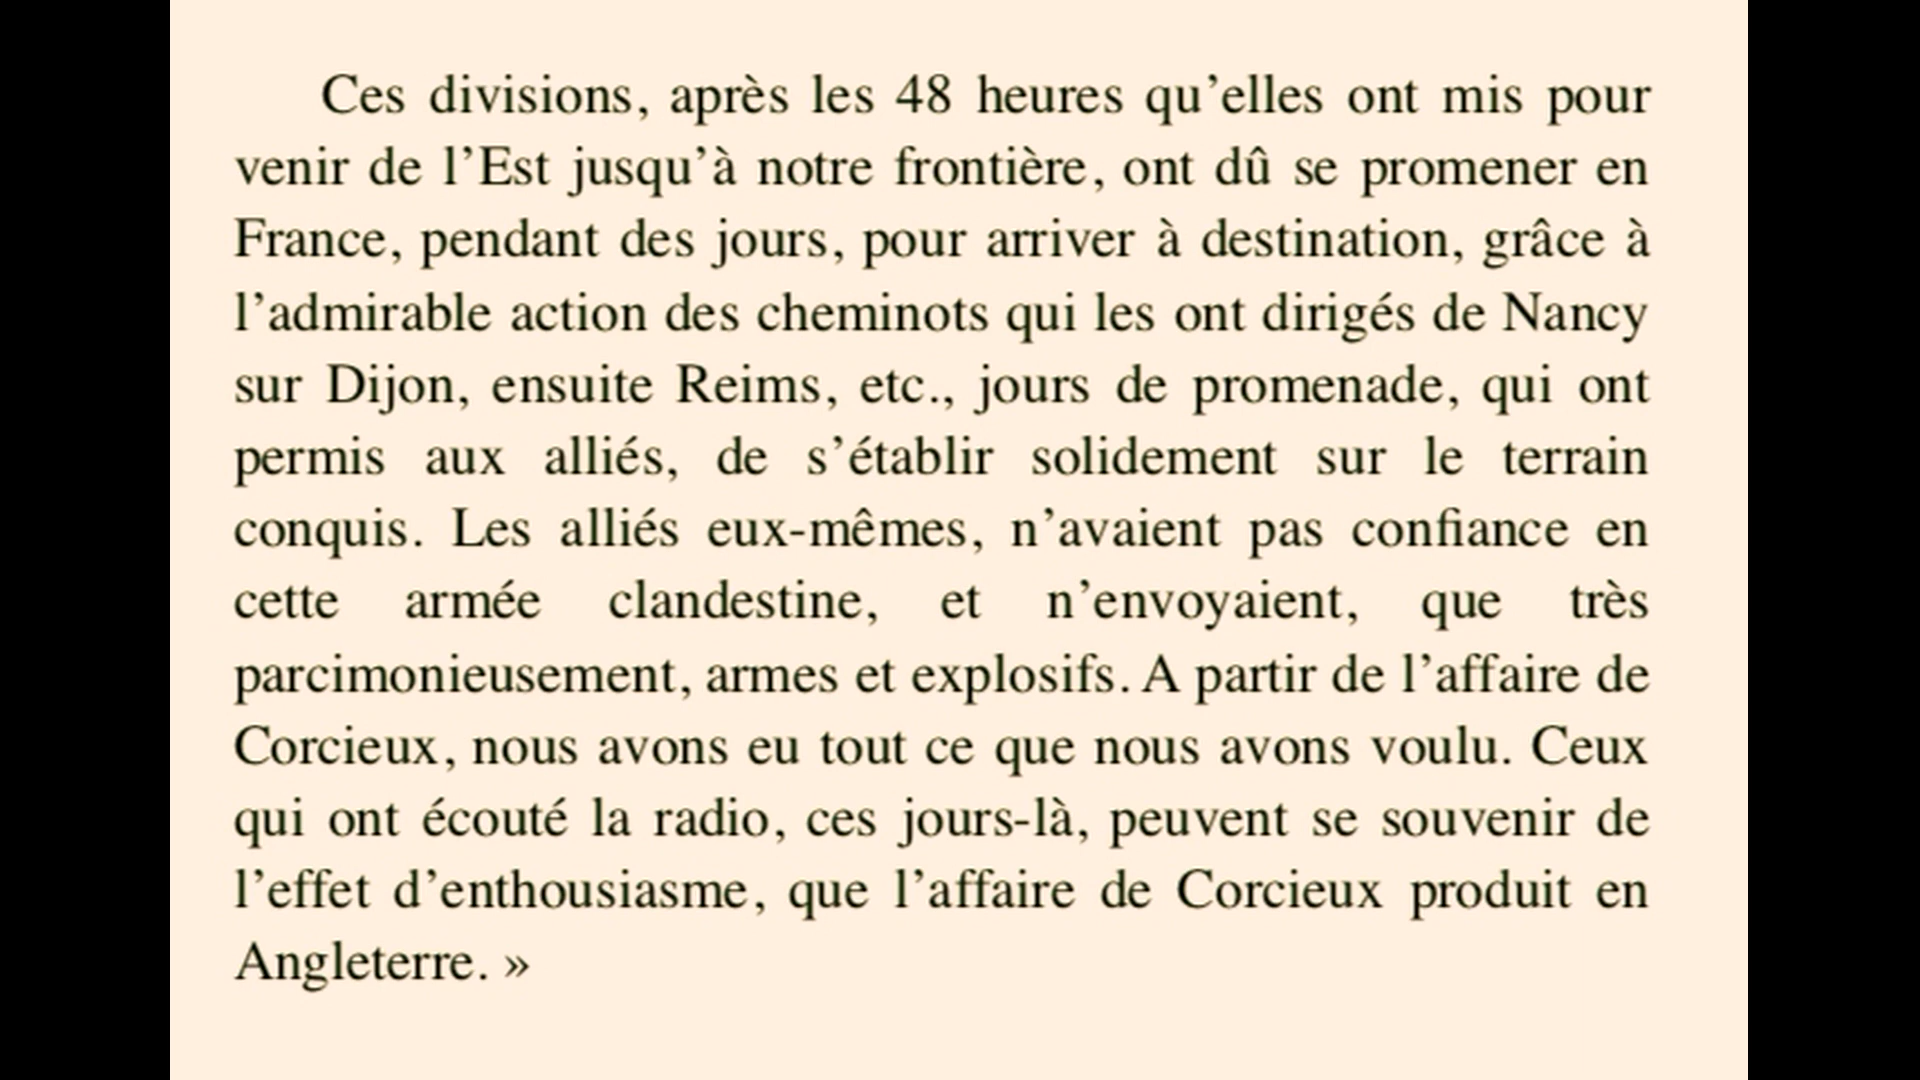 Ces divisions, après les 48 heures qu’elles ont mis pour
venir de l’Est jusqu’à notre frontière, ont dû se promener en
France, pendant des jours, pour arriver à destination, grâce à
l’admirable action des cheminots qui les ont dirigés de Nancy
sur Dijon, ensuite Reims, etc., jours de promenade, qui ont
permis aux alliés, de s’établir solidement sur le terrain
conquis. Les alliés eux-mêmes, n’avaient pas confiance en
cette armée clandestine, et n’envoyaient, que très
parcimonieusement, armes et explosifs. A partir de l’affaire de
Corcieux, nous avons eu tout ce que nous avons voulu. Ceux
qui ont écouté la radio, ces jours-là, peuvent se souvenir de
l’effet d’enthousiasme, que l’affaire de Corcieux produit en
Angleterre. »